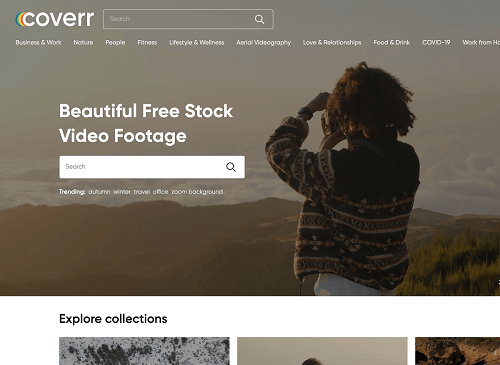 coverr
Search
Business & Work Nature People Fitness Lifestyle & Wellness Aerial Videography Love & Relationships Food & Drink COVID-19 Work from Ho
Beautiful Free Stock
Video Footage
Search
Trending: autumn winter travel office zoom background
Explore collections